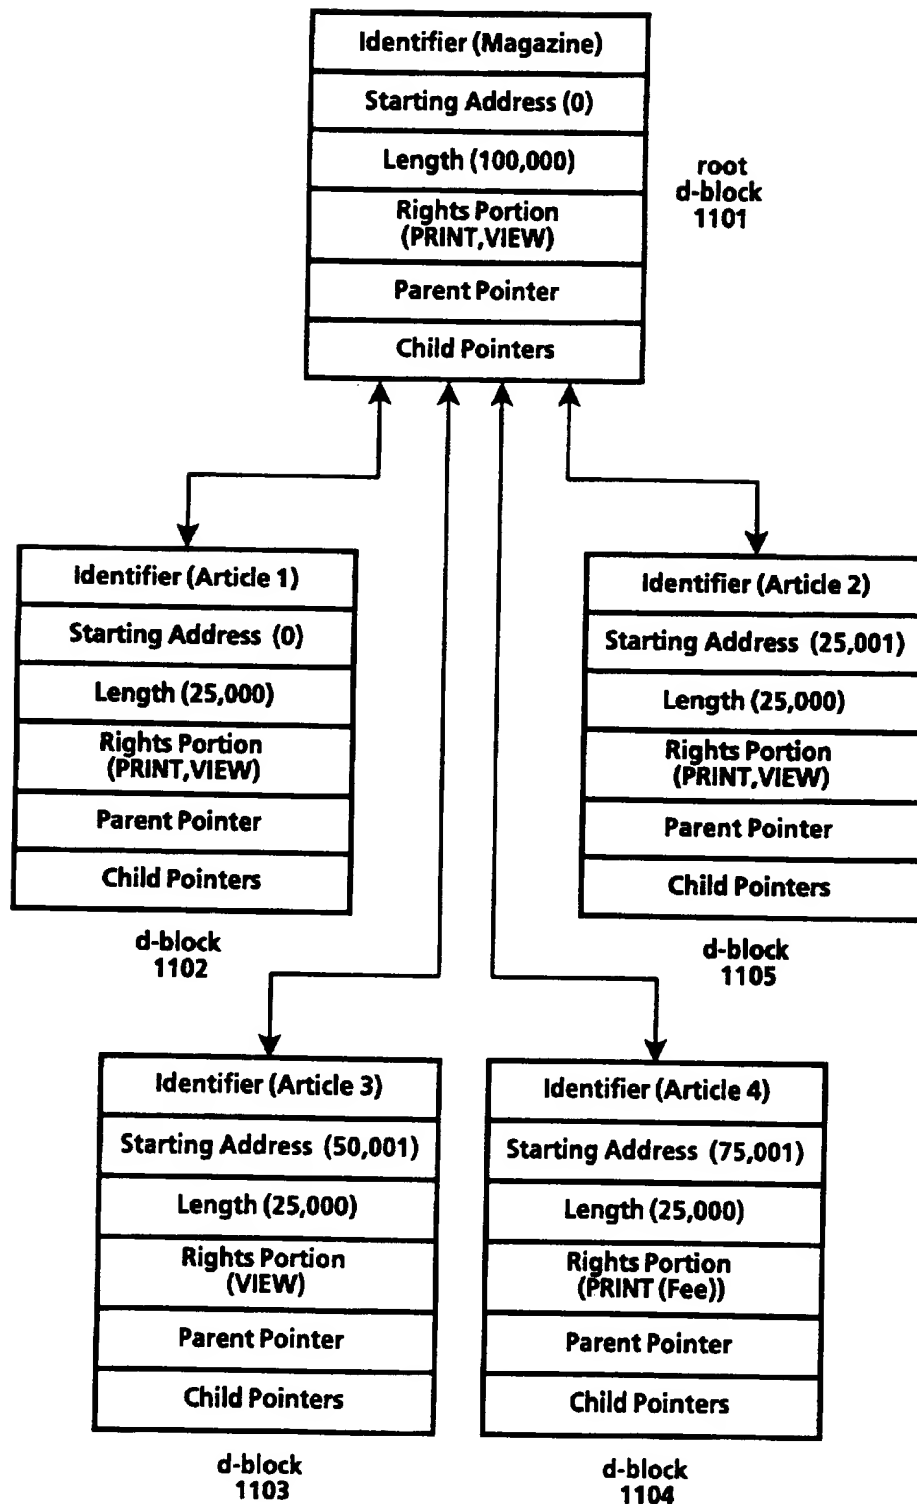 Identifier (Magazine)
Starting Address (0)
Length (100,000)
Rights Portion
(PRINT,VIEW)
Parent Pointer
Child Pointers
root
d-block
1101
Identifier (Article 1)
Starting Address (0)
Length (25,000)
Rights Portion
(PRINT,VIEW)
Parent Pointer
Child Pointers
d-block
1102
Identifier (Article 2)
Starting Address (25,001)
Length (25,000)
Rights Portion
(PRINT,VIEW)
Parent Pointer
Child Pointers
d-block
1105
Identifier (Article 3)
Starting Address (50,001)
Length (25,000)
Rights Portion
(VIEW)
Parent Pointer
Child Pointers
d-block
1103
Identifier (Article 4)
Starting Address (75,001)
Length (25,000)
Rights Portion
(PRINT (Fee))
Parent Pointer
Child Pointers
d-block
1104